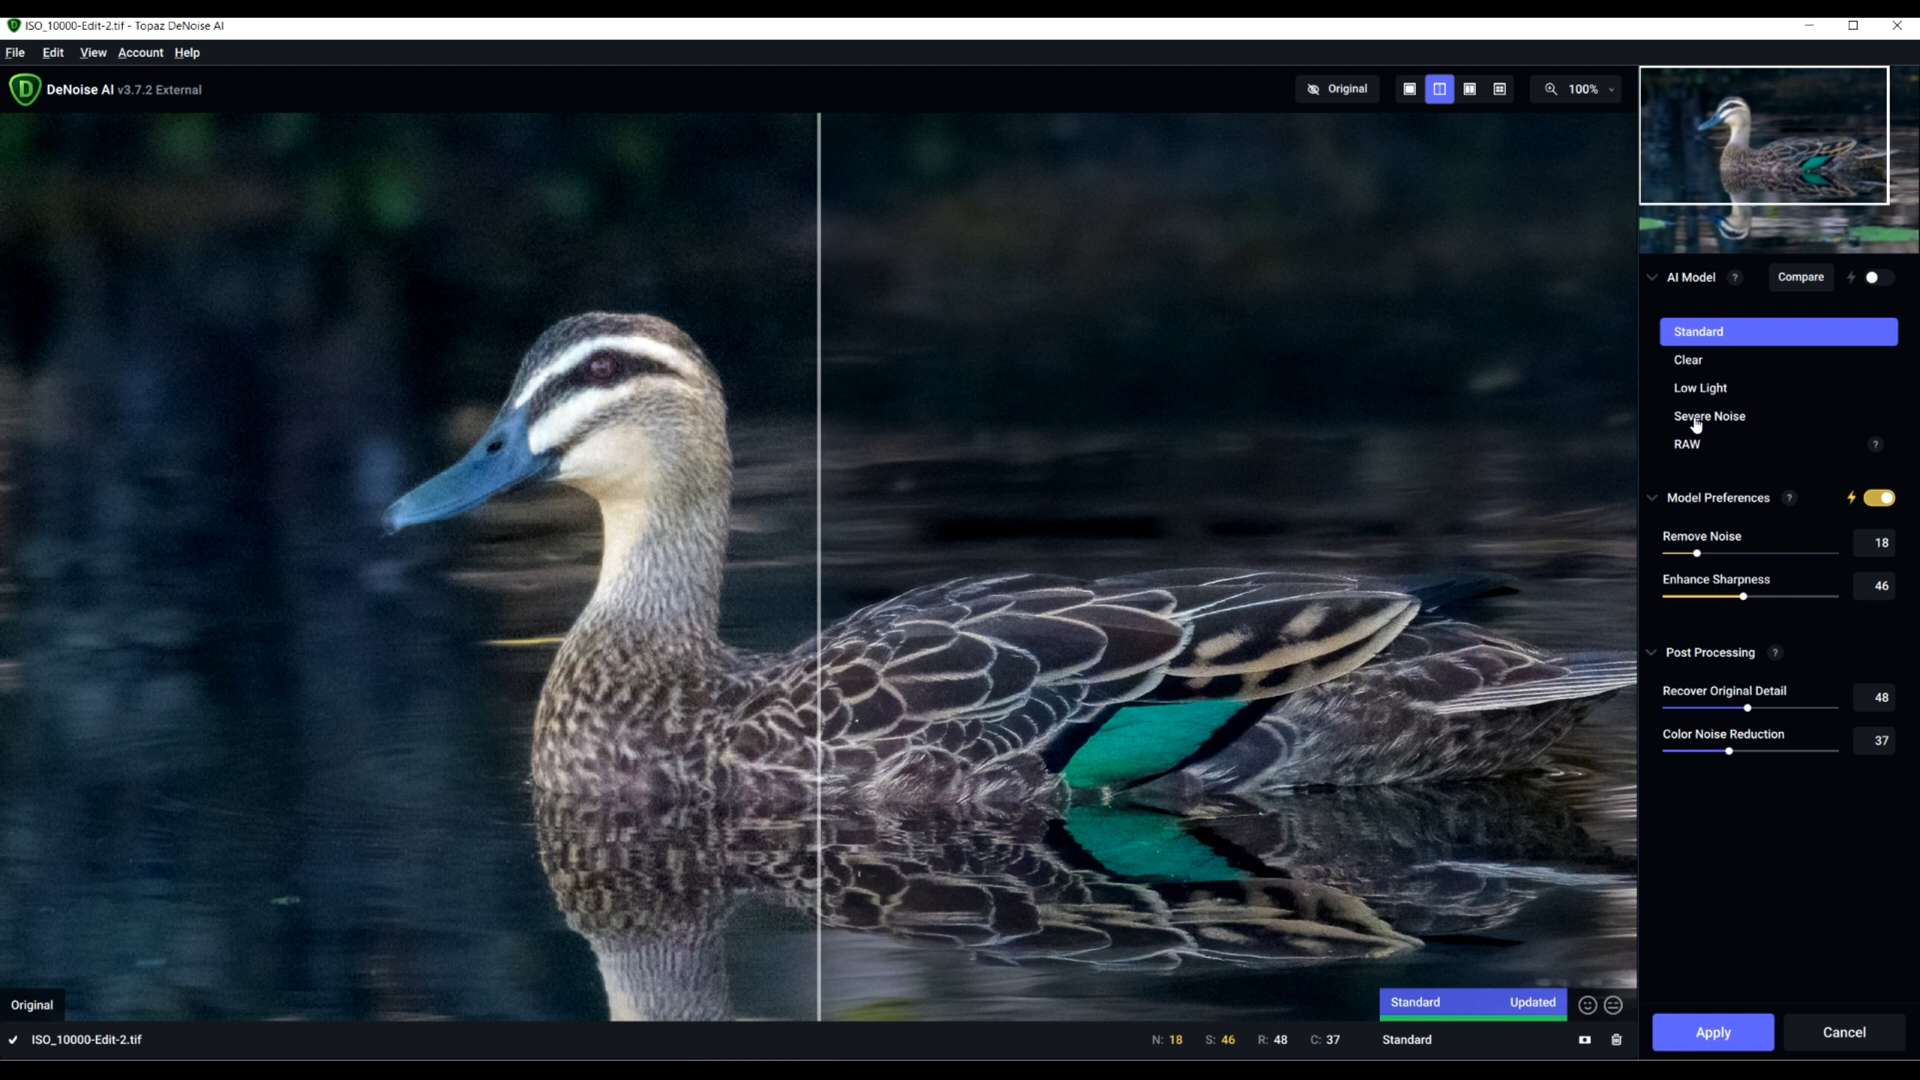 ISO_10000-Edit-2.tif - Topaz DeNoise AI
File Edit View Account Help
DeNoise AI v3.7.2 External
Original
100%
AI Model ? Compare
Standard
Clear
Low Light
Severe Noise
RAW ?
Model Preferences ?
Remove Noise 18
Enhance Sharpness 46
Post Processing ?
Recover Original Detail 48
Color Noise Reduction 37
Original
Standard Updated
ISO_10000-Edit-2.tif N: 18 S: 46 R: 48 C: 37 Standard
Apply Cancel